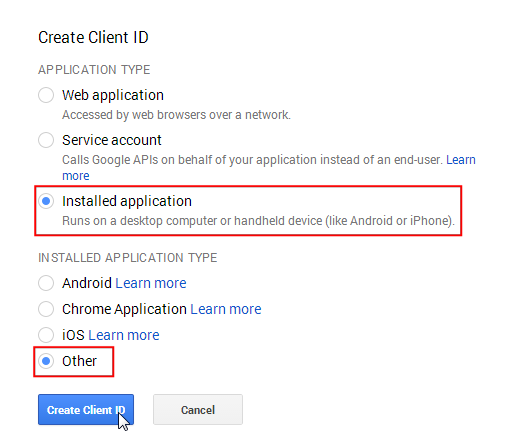 Create Client ID
APPLICATION TYPE
Web application
Accessed by web browsers over a network.
Service account
Calls Google APIs on behalf of your application instead of an end-user. Learn
more
Installed application
Runs on a desktop computer or handheld device (like Android or iPhone).
INSTALLED APPLICATION TYPE
Android Learn more
Chrome Application Learn more
iOS Learn more
Other
Create Client ID Cancel